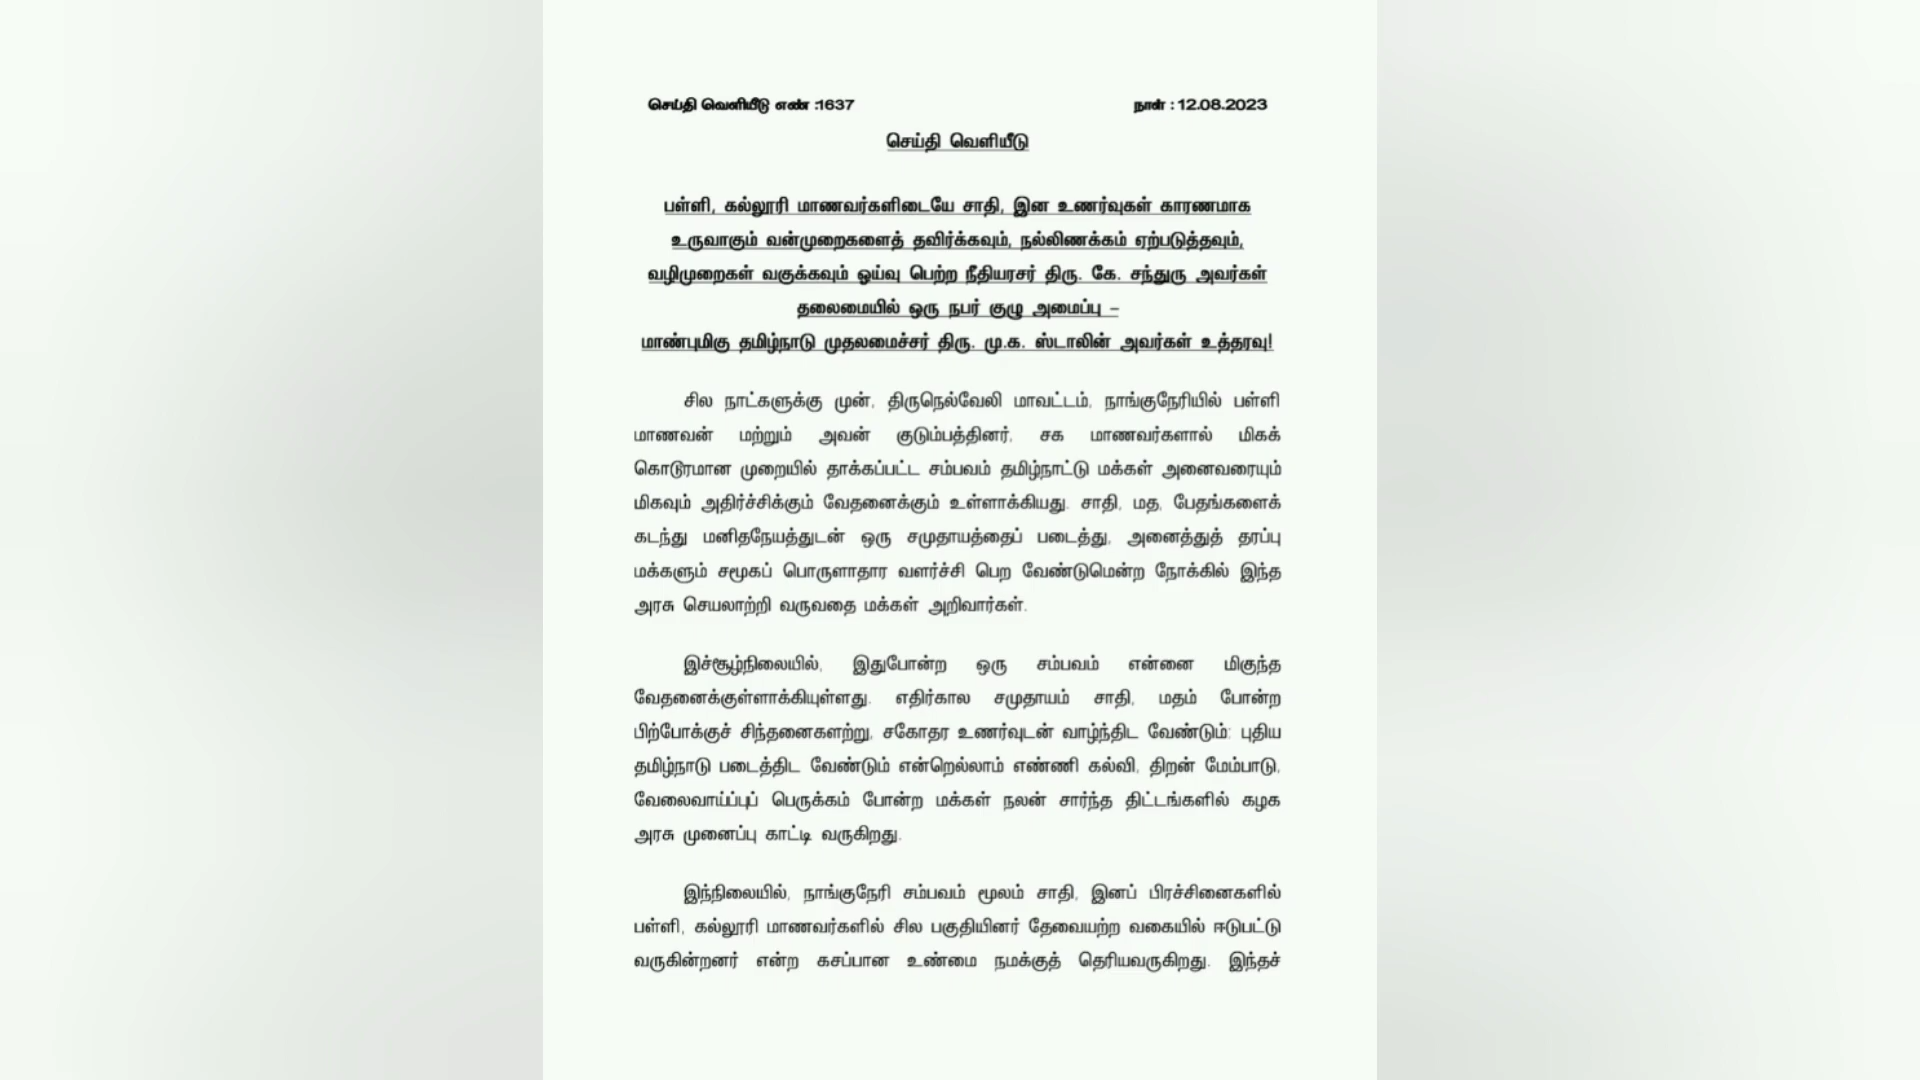 செய்தி வெளியீடு எண் :1637
நாள் : 12.08.2023
செய்தி வெளியீடு
பள்ளி, கல்லூரி மாணவர்களிடையே சாதி, இன உணர்வுகள் காரணமாக
உருவாகும் வன்முறைகளைத் தவிர்க்கவும், நல்லிணக்கம் ஏற்படுத்தவும்,
வழிமுறைகள் வகுக்கவும் ஓய்வு பெற்ற நீதியரசர் திரு. கே. சந்துரு அவர்கள்
தலைமையில் ஒரு நபர் குழு அமைப்பு –
மாண்புமிகு தமிழ்நாடு முதலமைச்சர் திரு. மு.க. ஸ்டாலின் அவர்கள் உத்தரவு!
சில நாட்களுக்கு முன், திருநெல்வேலி மாவட்டம், நாங்குநேரியில் பள்ளி
மாணவன் மற்றும் அவன் குடும்பத்தினர், சக மாணவர்களால் மிகக்
கொடூரமான முறையில் தாக்கப்பட்ட சம்பவம் தமிழ்நாட்டு மக்கள் அனைவரையும்
மிகவும் அதிர்ச்சிக்கும் வேதனைக்கும் உள்ளாக்கியது. சாதி, மத, பேதங்களைக்
கடந்து மனிதநேயத்துடன் ஒரு சமுதாயத்தைப் படைத்து, அனைத்துத் தரப்பு
மக்களும் சமூகப் பொருளாதார வளர்ச்சி பெற வேண்டுமென்ற நோக்கில் இந்த
அரசு செயலாற்றி வருவதை மக்கள் அறிவார்கள்.
இச்சூழ்நிலையில், இதுபோன்ற ஒரு சம்பவம் என்னை மிகுந்த
வேதனைக்குள்ளாக்கியுள்ளது. எதிர்கால சமுதாயம் சாதி, மதம் போன்ற
பிற்போக்குச் சிந்தனைகளற்று, சகோதர உணர்வுடன் வாழ்ந்திட வேண்டும்; புதிய
தமிழ்நாடு படைத்திட வேண்டும் என்றெல்லாம் எண்ணி கல்வி, திறன் மேம்பாடு,
வேலைவாய்ப்புப் பெருக்கம் போன்ற மக்கள் நலன் சார்ந்த திட்டங்களில் கழக
அரசு முனைப்பு காட்டி வருகிறது.
இந்நிலையில், நாங்குநேரி சம்பவம் மூலம் சாதி, இனப் பிரச்சினைகளில்
பள்ளி, கல்லூரி மாணவர்களில் சில பகுதியினர் தேவையற்ற வகையில் ஈடுபட்டு
வருகின்றனர் என்ற கசப்பான உண்மை நமக்குத் தெரியவருகிறது. இந்தச்